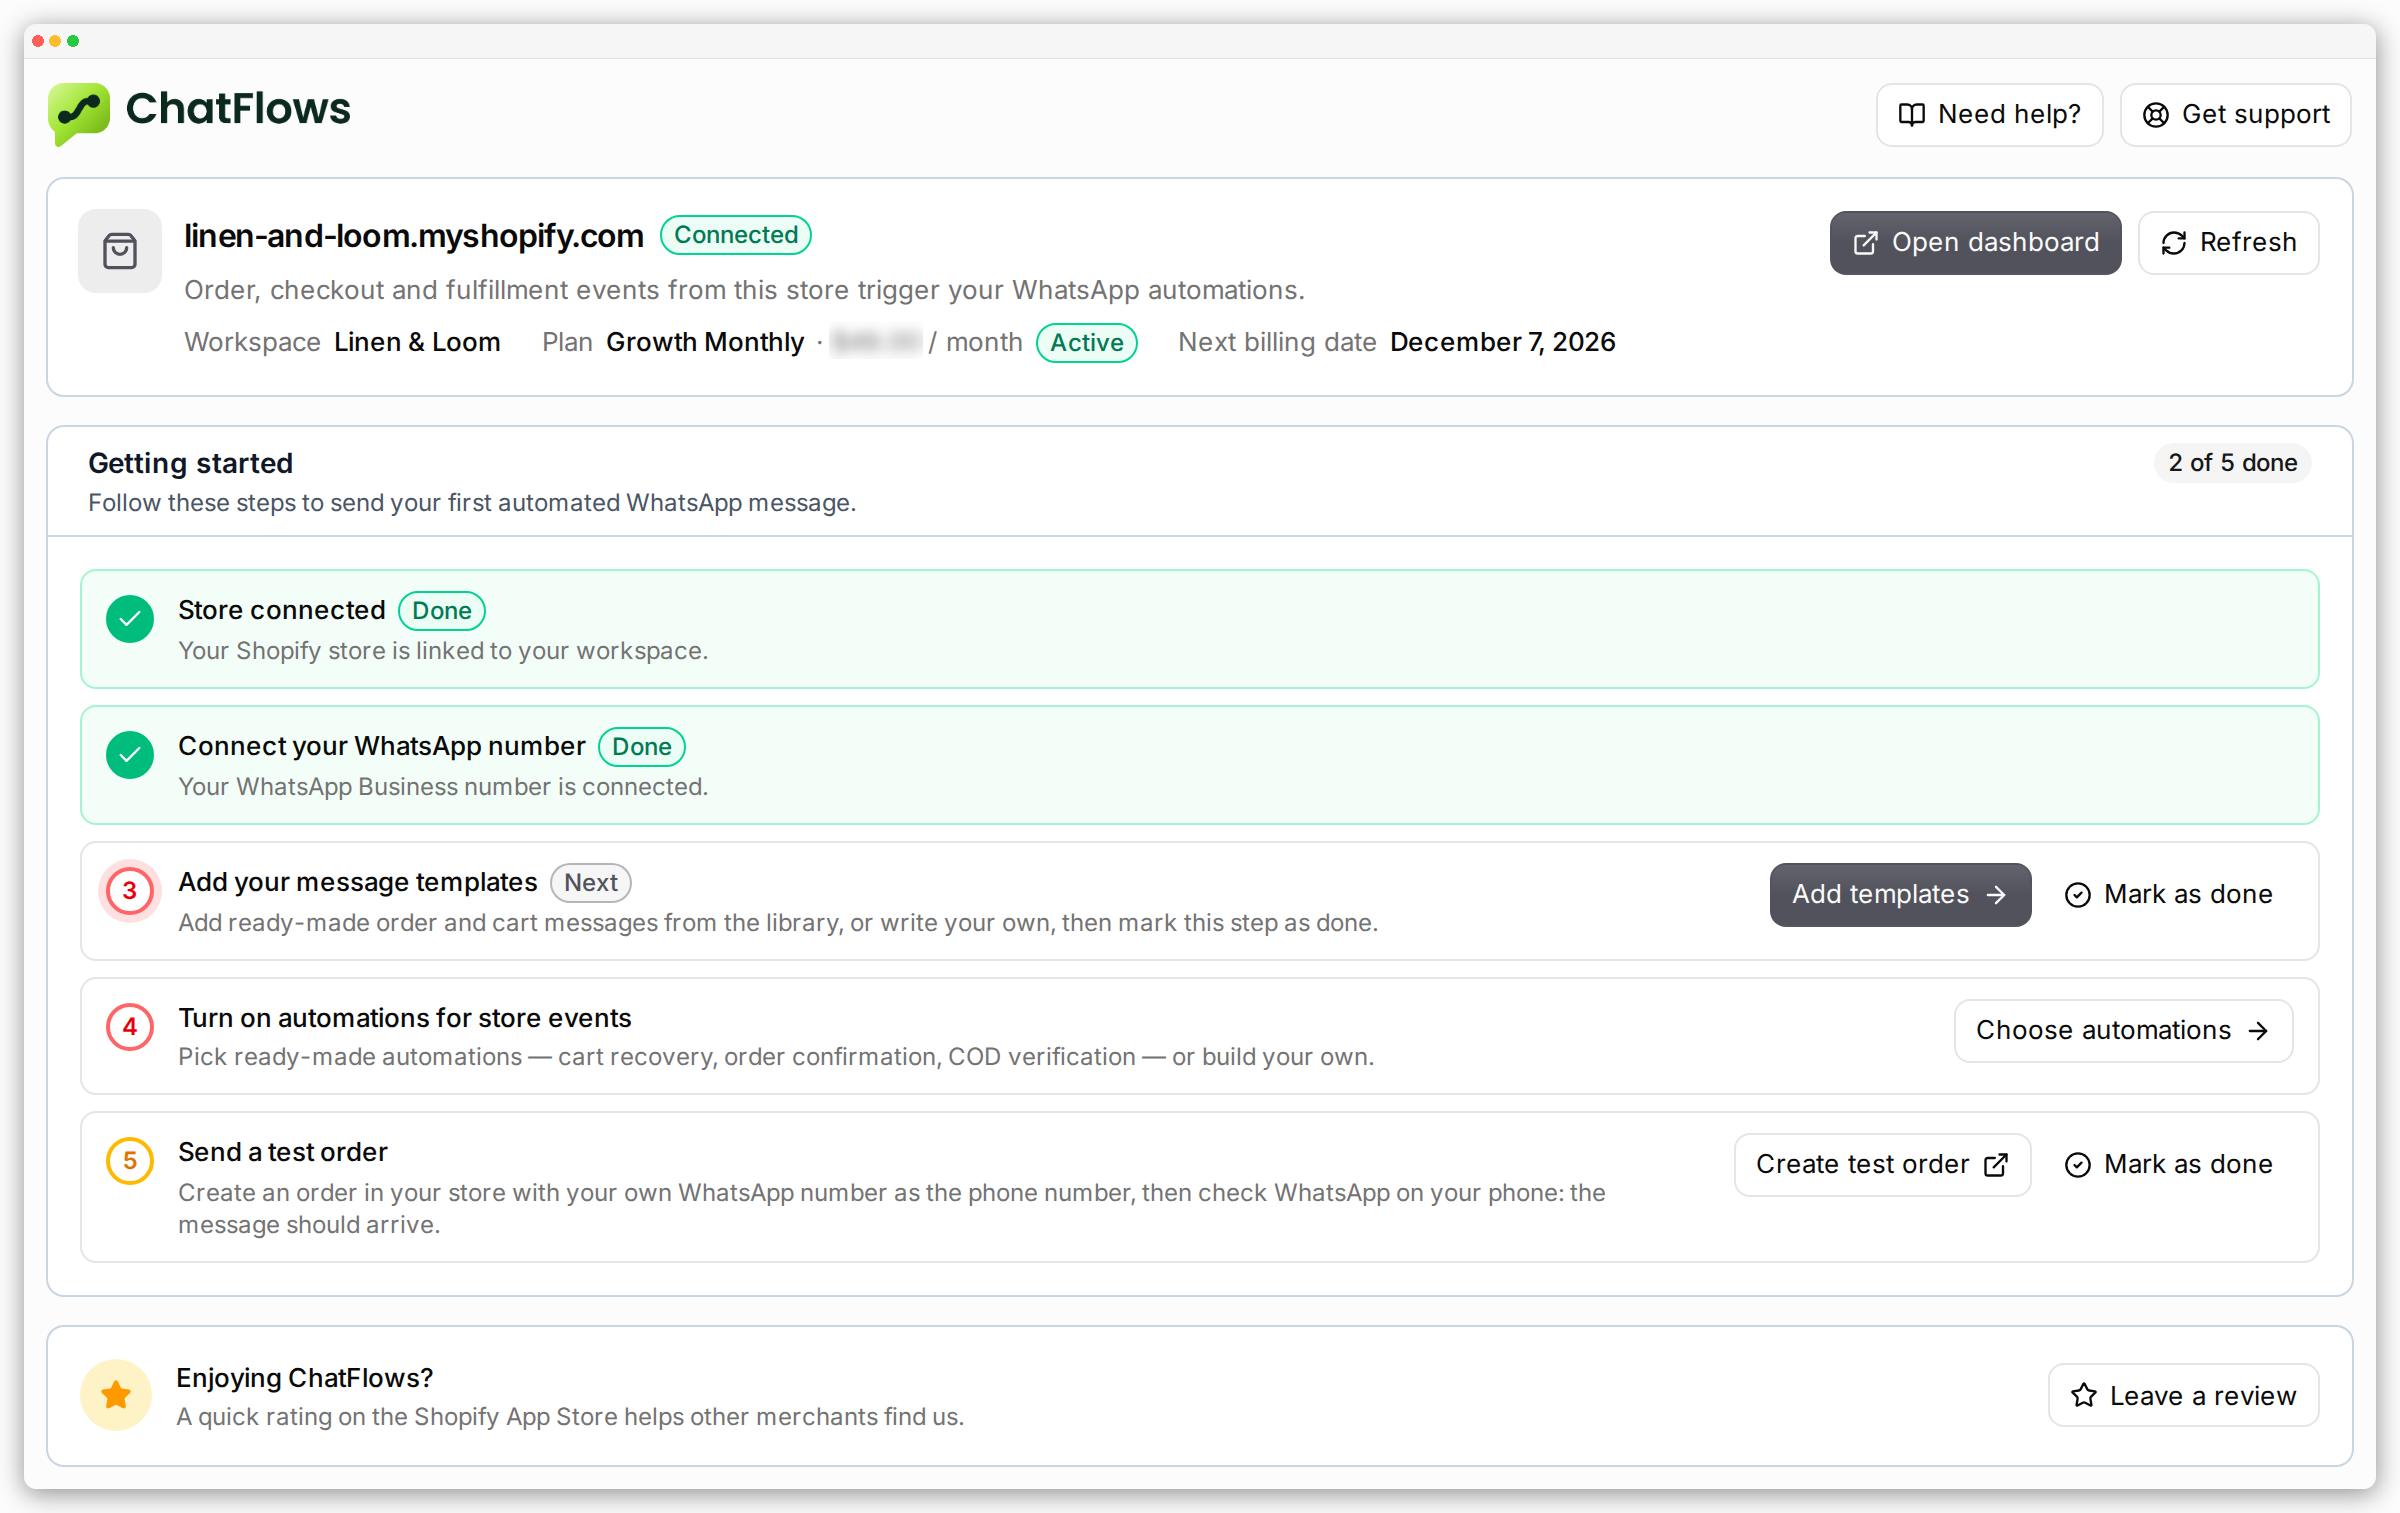 ChatFlows
Need help?
Get support
linen-and-loom.myshopify.com Connected
Open dashboard
Refresh
Order, checkout and fulfillment events from this store trigger your WhatsApp automations.
Workspace Linen & Loom Plan Growth Monthly · / month Active Next billing date December 7, 2026
Getting started
2 of 5 done
Follow these steps to send your first automated WhatsApp message.
Store connected Done
Your Shopify store is linked to your workspace.
Connect your WhatsApp number Done
Your WhatsApp Business number is connected.
3 Add your message templates Next
Add ready-made order and cart messages from the library, or write your own, then mark this step as done.
Add templates
Mark as done
4 Turn on automations for store events
Pick ready-made automations — cart recovery, order confirmation, COD verification — or build your own.
Choose automations
5 Send a test order
Create an order in your store with your own WhatsApp number as the phone number, then check WhatsApp on your phone: the
message should arrive.
Create test order
Mark as done
Enjoying ChatFlows?
A quick rating on the Shopify App Store helps other merchants find us.
Leave a review